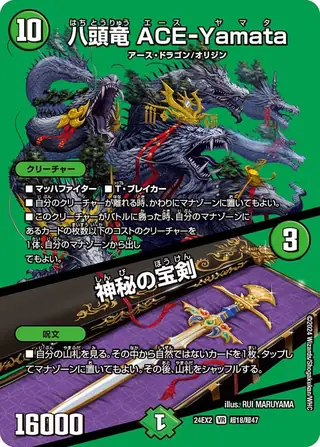 10
はちとうりゅう エース ヤマタ
八頭竜 ACE-Yamata
アース・ドラゴン/オリジン
クリーチャー
■マッハファイター ■T・ブレイカー
■自分のクリーチャーが離れる時、かわりにマナゾーンに置いてもよい。
■このクリーチャーがバトルに勝った時、自分のマナゾーンに
あるカードの枚数以下のコストのクリーチャーを
1体、自分のマナゾーンから出し
てもよい。
3
しんぴ ほうけん
神秘の宝剣
呪文
■自分の山札を見る。その中から自然ではないカードを1枚、タップし
てマナゾーンに置いてもよい。その後、山札をシャッフルする。
illus: RUI MARUYAMA
16000
1
24EX2 VR 超18/超47
©2024 Wizards/Shogakukan/WHC